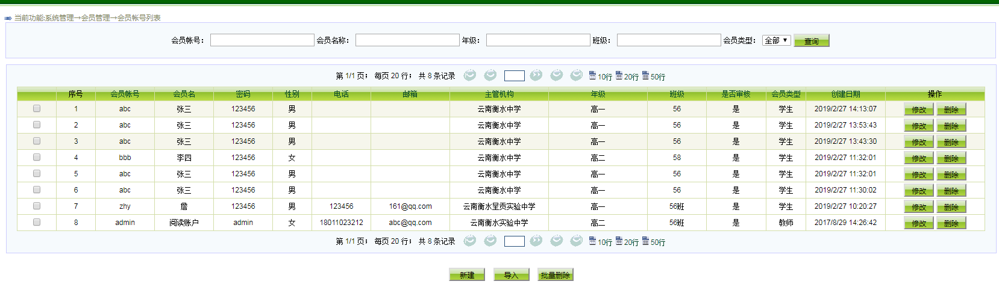 当前功能:系统管理→会员管理→会员帐号列表
会员帐号： 会员名称： 年级： 班级： 会员类型： 全部 查询
第 1/1 页； 每页 20 行； 共 8 条记录 10行 20行 50行
序号 会员帐号 会员名 密码 性别 电话 邮箱 主管机构 年级 班级 是否审核 会员类型 创建日期 操作
1 abc 张三 123456 男 云南衡水中学 高一 56 是 学生 2019/2/27 14:13:07 修改 删除
2 abc 张三 123456 男 云南衡水中学 高一 56 是 学生 2019/2/27 13:53:43 修改 删除
3 abc 张三 123456 男 云南衡水中学 高一 56 是 学生 2019/2/27 13:43:30 修改 删除
4 bbb 李四 123456 女 云南衡水中学 高二 58 是 学生 2019/2/27 11:32:01 修改 删除
5 abc 张三 123456 男 云南衡水中学 高一 56 是 学生 2019/2/27 11:32:01 修改 删除
6 abc 张三 123456 男 云南衡水中学 高一 56 是 学生 2019/2/27 11:30:02 修改 删除
7 zhy 詹 123456 男 123456 161@qq.com 云南衡水呈贡实验中学 高一 56班 是 学生 2019/2/27 10:20:27 修改 删除
8 admin 阅读账户 admin 女 18011023212 abc@qq.com 云南衡水实验中学 高二 56班 是 教师 2017/8/29 14:26:42 修改 删除
第 1/1 页； 每页 20 行； 共 8 条记录 10行 20行 50行
新建 导入 批量删除